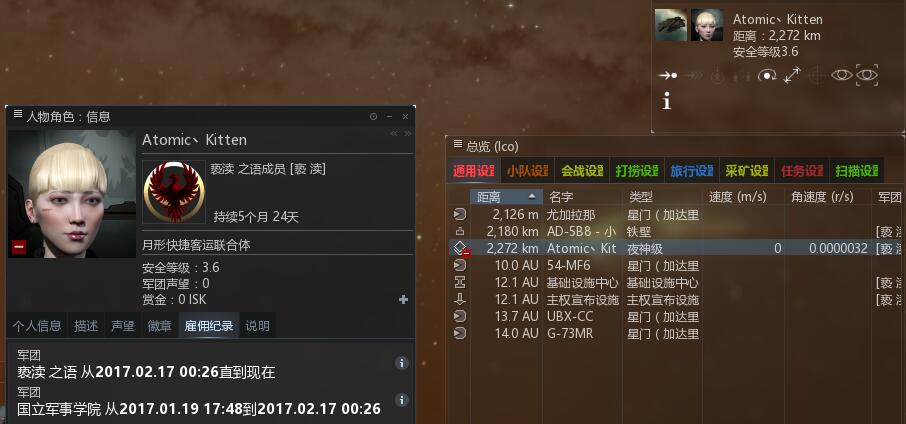 Atomic丶Kitten
距离：2,272 km
安全等级3.6
人物角色：信息
Atomic丶Kitten
亵渎 之语成员 [亵 渎]
持续5个月 24天
月形快捷客运联合体
安全等级：3.6
军团声望：0
赏金：0 ISK
个人信息 描述 声望 徽章 雇佣纪录 说明
军团
亵渎 之语 从2017.02.17 00:26直到现在
军团
国立军事学院 从2017.01.19 17:48到2017.02.17 00:26
总览 (Ico)
通用设置 小队设置 会战设置 打捞设置 旅行设置 采矿设置 任务设置 扫描设置
距离 名字 类型 速度 (m/s) 角速度 (r/s) 军团
2,126 m 尤加拉那 星门（加达里
2,180 km AD-5B8 - 小 铁壁 [亵
2,272 km Atomic丶Kit 夜神级 0 0.0000032 [亵
10.0 AU 54-MF6 星门（加达里
12.1 AU 基础设施中心 基础设施中心 [亵
12.1 AU 主权宣布设施 主权宣布设施 [亵
13.7 AU UBX-CC 星门（加达里
14.0 AU G-73MR 星门（加达里